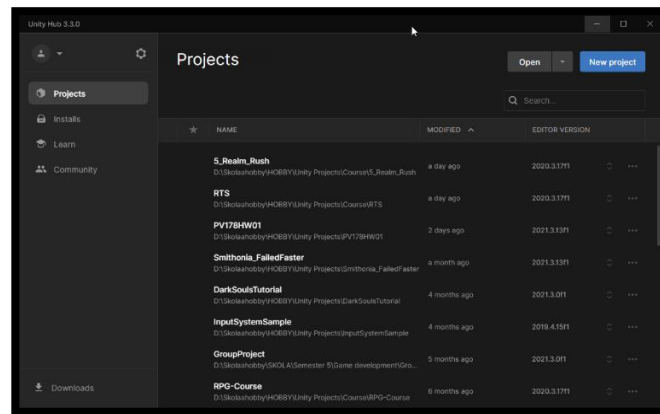 Unity Hub 3.3.0
Projects
Open
New project
Projects
Search...
Installs
NAME
MODIFIED
EDITOR VERSION
Learn
Community
5_Realm_Rush
D:\Skolaahobby\HOBBY\Unity Projects\Course\5_Realm_Rush
a day ago
2020.3.17f1
RTS
D:\Skolaahobby\HOBBY\Unity Projects\Course\RTS
a day ago
2020.3.17f1
PV178HW01
D:\Skolaahobby\HOBBY\Unity Projects\PV178HW01
2 days ago
2021.3.13f1
Smithonia_FailedFaster
D:\Skolaahobby\HOBBY\Unity Projects\Smithonia_FailedFaster
a month ago
2021.3.13f1
DarkSoulsTutorial
D:\Skolaahobby\HOBBY\Unity Projects\DarkSoulsTutorial
4 months ago
2021.3.0f1
InputSystemSample
D:\Skolaahobby\HOBBY\Unity Projects\InputSystemSample
4 months ago
2019.4.15f1
GroupProject
D:\Skolaahobby\SKOLA\Semester 5\Game development\Gro...
5 months ago
2021.3.0f1
RPG-Course
D:\Skolaahobby\HOBBY\Unity Projects\Course\RPG-Course
6 months ago
2020.3.17f1
Downloads